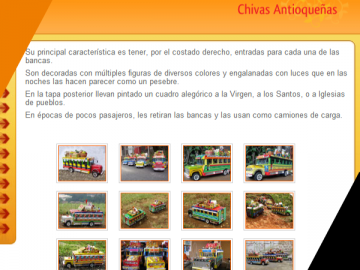 Chivas Antioqueñas
Su principal característica es tener, por el costado derecho, entradas para cada una de las
bancas.
Son decoradas con múltiples figuras de diversos colores y engalanadas con luces que en las
noches las hacen parecer como un pesebre.
En la tapa posterior llevan pintado un cuadro alegórico a la Virgen, a los Santos, o a Iglesias
de pueblos.
En épocas de pocos pasajeros, les retiran las bancas y las usan como camiones de carga.